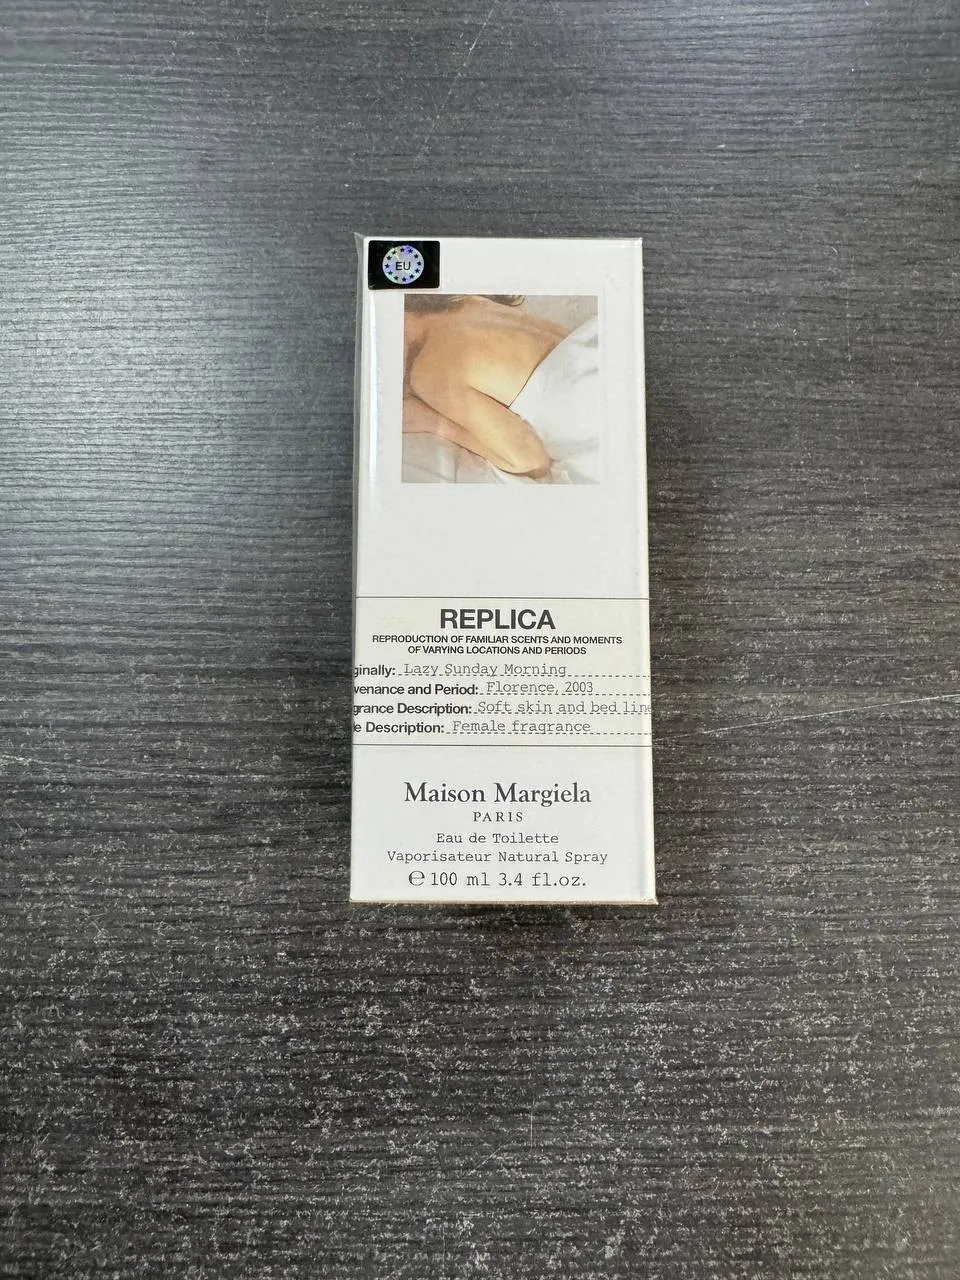 EU
REPLICA
REPRODUCTION OF FAMILIAR SCENTS AND MOMENTS
OF VARYING LOCATIONS AND PERIODS
ginally: Lazy Sunday Morning
venance and Period: Florence, 2003
grance Description: Soft skin and bed line
e Description: Female fragrance
Maison Margiela
PARIS
Eau de Toilette
Vaporisateur Natural Spray
℮ 100 ml 3.4 fl.oz.